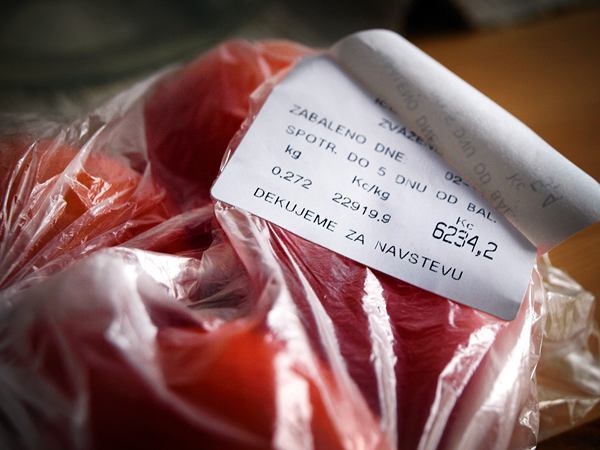 ZVAZENO
ZABALENO DNE: 02-
SPOTR. DO 5 DNU OD BAL.
kg Kc/kg Kc
0.272 22919.9 6234,2
DEKUJEME ZA NAVSTEVU